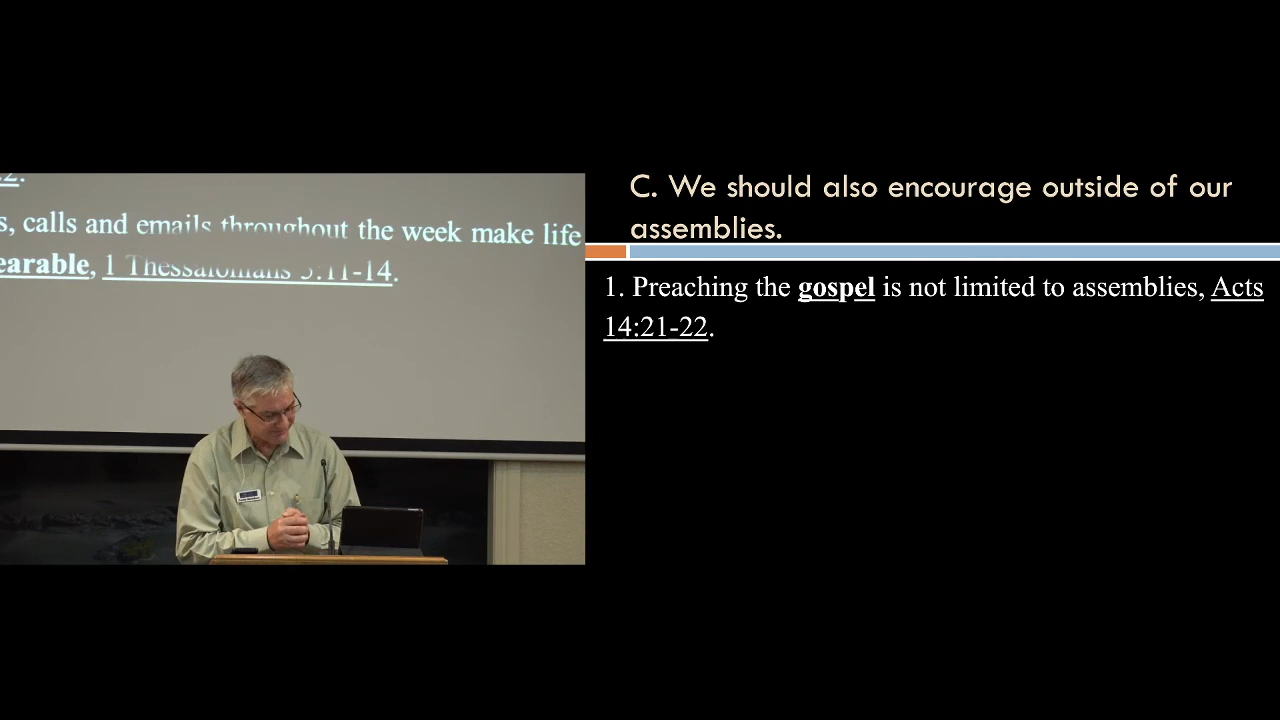 s, calls and emails throughout the week make life
earable, 1 Thessalonians 5:11-14.
C. We should also encourage outside of our
assemblies.
1. Preaching the gospel is not limited to assemblies, Acts
14:21-22.